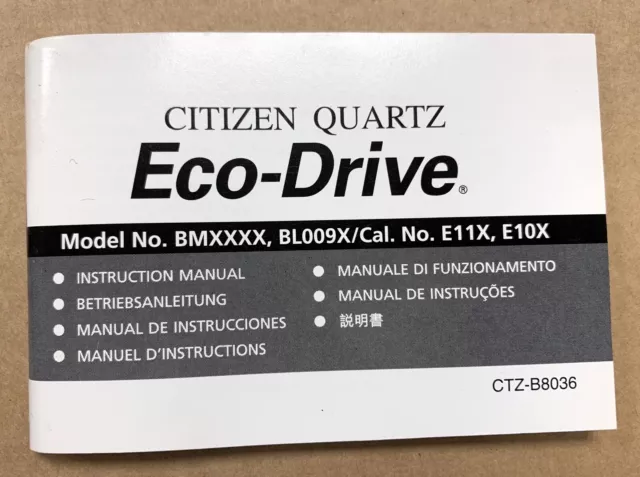 CITIZEN QUARTZ
Eco-Drive®
Model No. BMXXXX, BL009X/Cal. No. E11X, E10X
● INSTRUCTION MANUAL
● BETRIEBSANLEITUNG
● MANUAL DE INSTRUCCIONES
● MANUEL D'INSTRUCTIONS
● MANUALE DI FUNZIONAMENTO
● MANUAL DE INSTRUÇÕES
● 説明書
CTZ-B8036